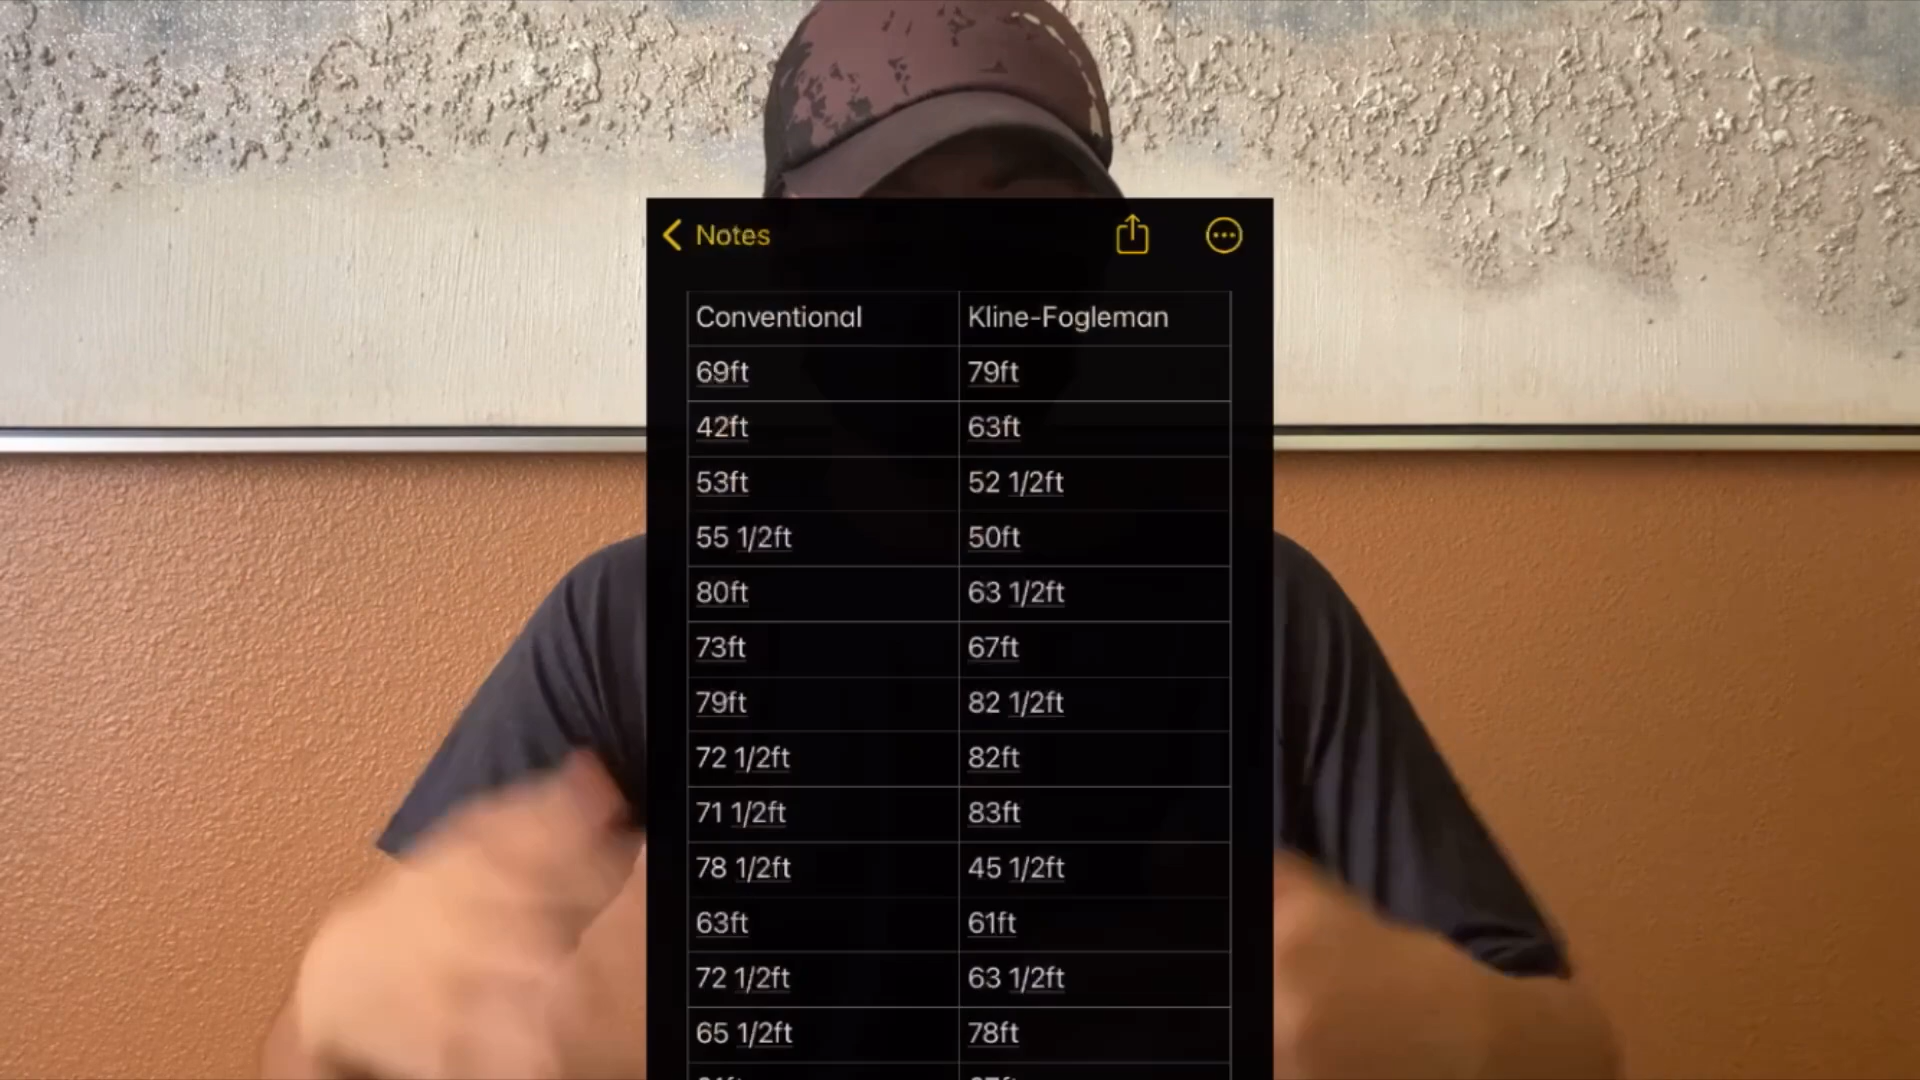 Notes
Conventional Kline-Fogleman
69ft 79ft
42ft 63ft
53ft 52 1/2ft
55 1/2ft 50ft
80ft 63 1/2ft
73ft 67ft
79ft 82 1/2ft
72 1/2ft 82ft
71 1/2ft 83ft
78 1/2ft 45 1/2ft
63ft 61ft
72 1/2ft 63 1/2ft
65 1/2ft 78ft